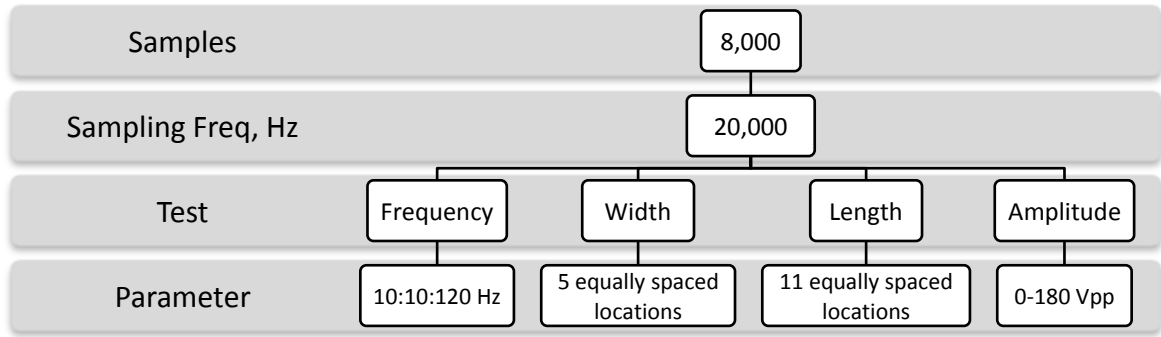 Samples
8,000
Sampling Freq, Hz
20,000
Test
Frequency
Width
Length
Amplitude
Parameter
10:10:120 Hz
5 equally spaced
locations
11 equally spaced
locations
0-180 Vpp